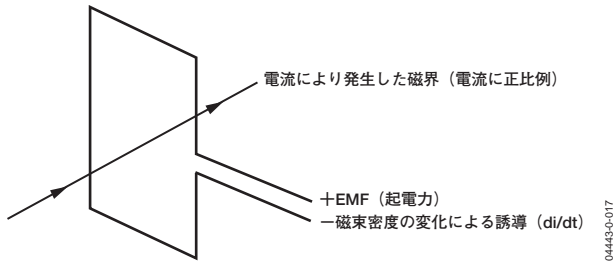 電流により発生した磁界（電流に正比例）
＋EMF（起電力）
－磁束密度の変化による誘導（di/dt）
04443-0-017